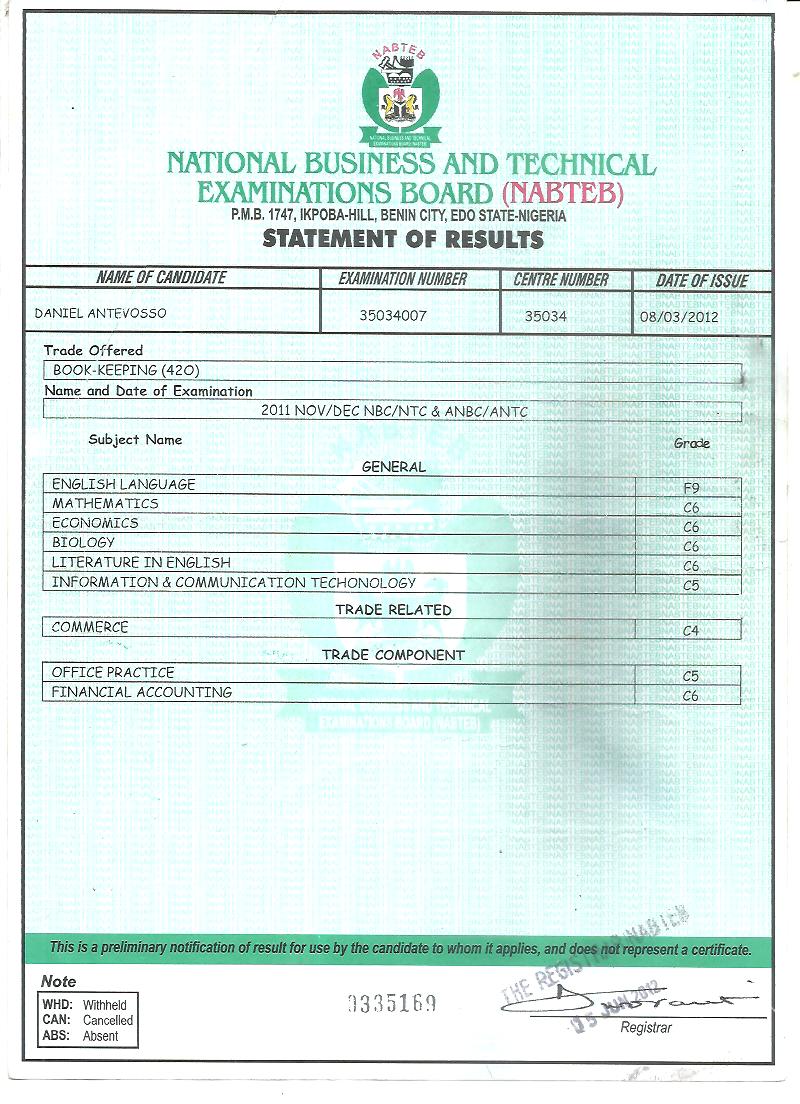 NABTEB
NATIONAL BUSINESS AND TECHNICAL
EXAMINATIONS BOARD (NABTEB)
NATIONAL BUSINESS AND TECHNICAL
EXAMINATIONS BOARD (NABTEB)
P.M.B. 1747, IKPOBA-HILL, BENIN CITY, EDO STATE-NIGERIA
STATEMENT OF RESULTS
NAME OF CANDIDATE EXAMINATION NUMBER CENTRE NUMBER DATE OF ISSUE
DANIEL ANTEVOSSO 35034007 35034 08/03/2012
Trade Offered
BOOK-KEEPING (420)
Name and Date of Examination
2011 NOV/DEC NBC/NTC & ANBC/ANTC
Subject Name Grade
GENERAL
ENGLISH LANGUAGE F9
MATHEMATICS C6
ECONOMICS C6
BIOLOGY C6
LITERATURE IN ENGLISH C6
INFORMATION & COMMUNICATION TECHONOLOGY C5
TRADE RELATED
COMMERCE C4
TRADE COMPONENT
OFFICE PRACTICE C5
FINANCIAL ACCOUNTING C6
This is a preliminary notification of result for use by the candidate to whom it applies, and does not represent a certificate.
Note
WHD: Withheld
CAN: Cancelled
ABS: Absent
0335169
THE REGISTRAR NABTEB
15 JUN 2012
Registrar